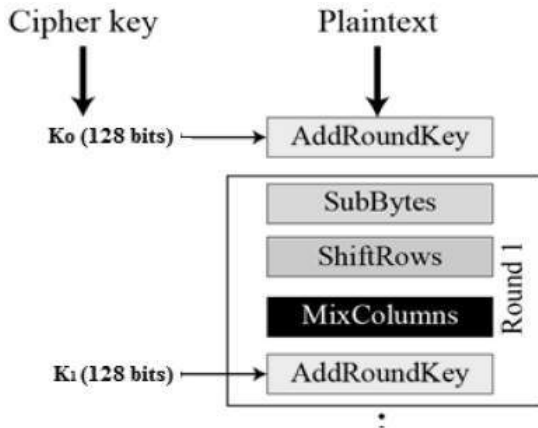 Cipher key Plaintext
K₀ (128 bits) AddRoundKey
SubBytes
ShiftRows
MixColumns
Round 1
K₁ (128 bits) AddRoundKey